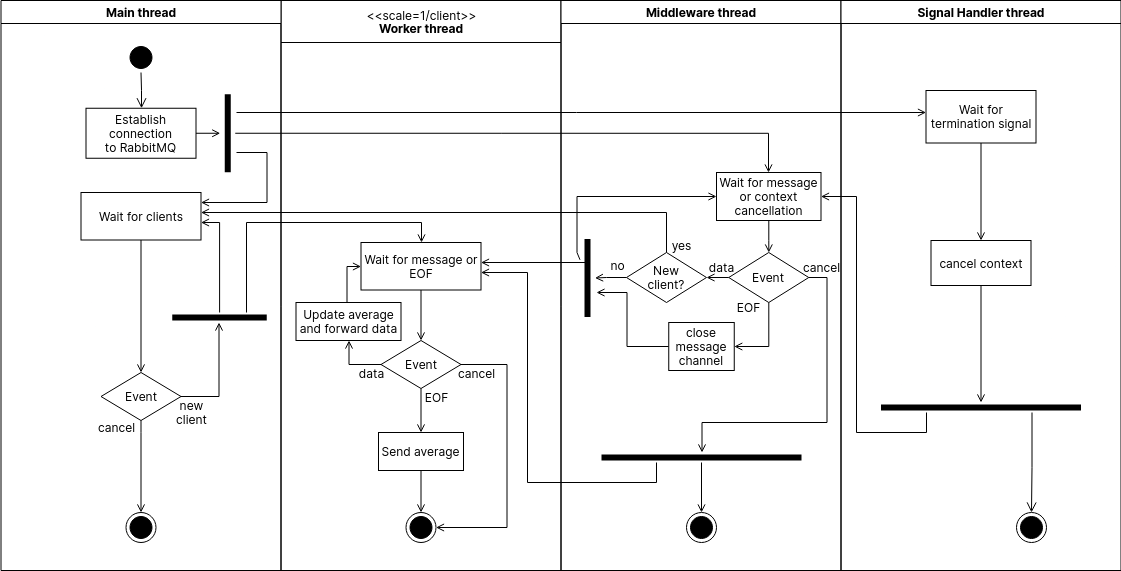 Main thread
<<scale=1/client>>
Worker thread
Middleware thread
Signal Handler thread
Establish
connection
to RabbitMQ
Wait for
termination signal
Wait for clients
Wait for message
or context
cancellation
Wait for message or
EOF
yes
no
New
client?
data
Event
cancel
cancel context
EOF
Update average
and forward data
close
message
channel
Event
data
cancel
EOF
Event
new
client
cancel
Send average